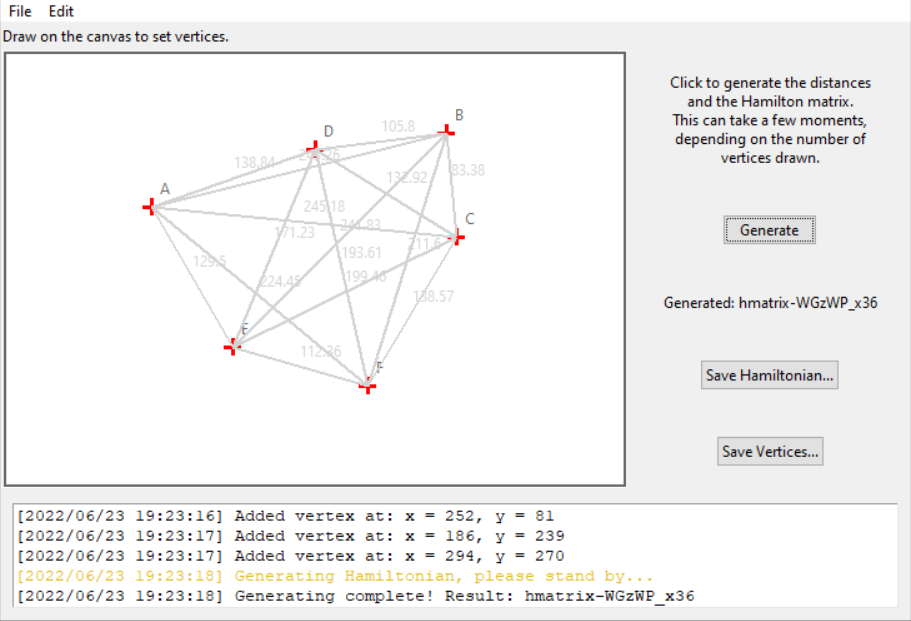 File Edit
Draw on the canvas to set vertices.
B
D
105.8
138.84
83.38
132.92
A
245.18
C
171.23
211.6
193.61
129.5
199.46
224.45
138.57
E
112.36
F
Click to generate the distances
and the Hamilton matrix.
This can take a few moments,
depending on the number of
vertices drawn.
Generate
Generated: hmatrix-WGzWP_x36
Save Hamiltonian...
Save Vertices...
[2022/06/23 19:23:16] Added vertex at: x = 252, y = 81
[2022/06/23 19:23:17] Added vertex at: x = 186, y = 239
[2022/06/23 19:23:17] Added vertex at: x = 294, y = 270
[2022/06/23 19:23:18] Generating Hamiltonian, please stand by...
[2022/06/23 19:23:18] Generating complete! Result: hmatrix-WGzWP_x36